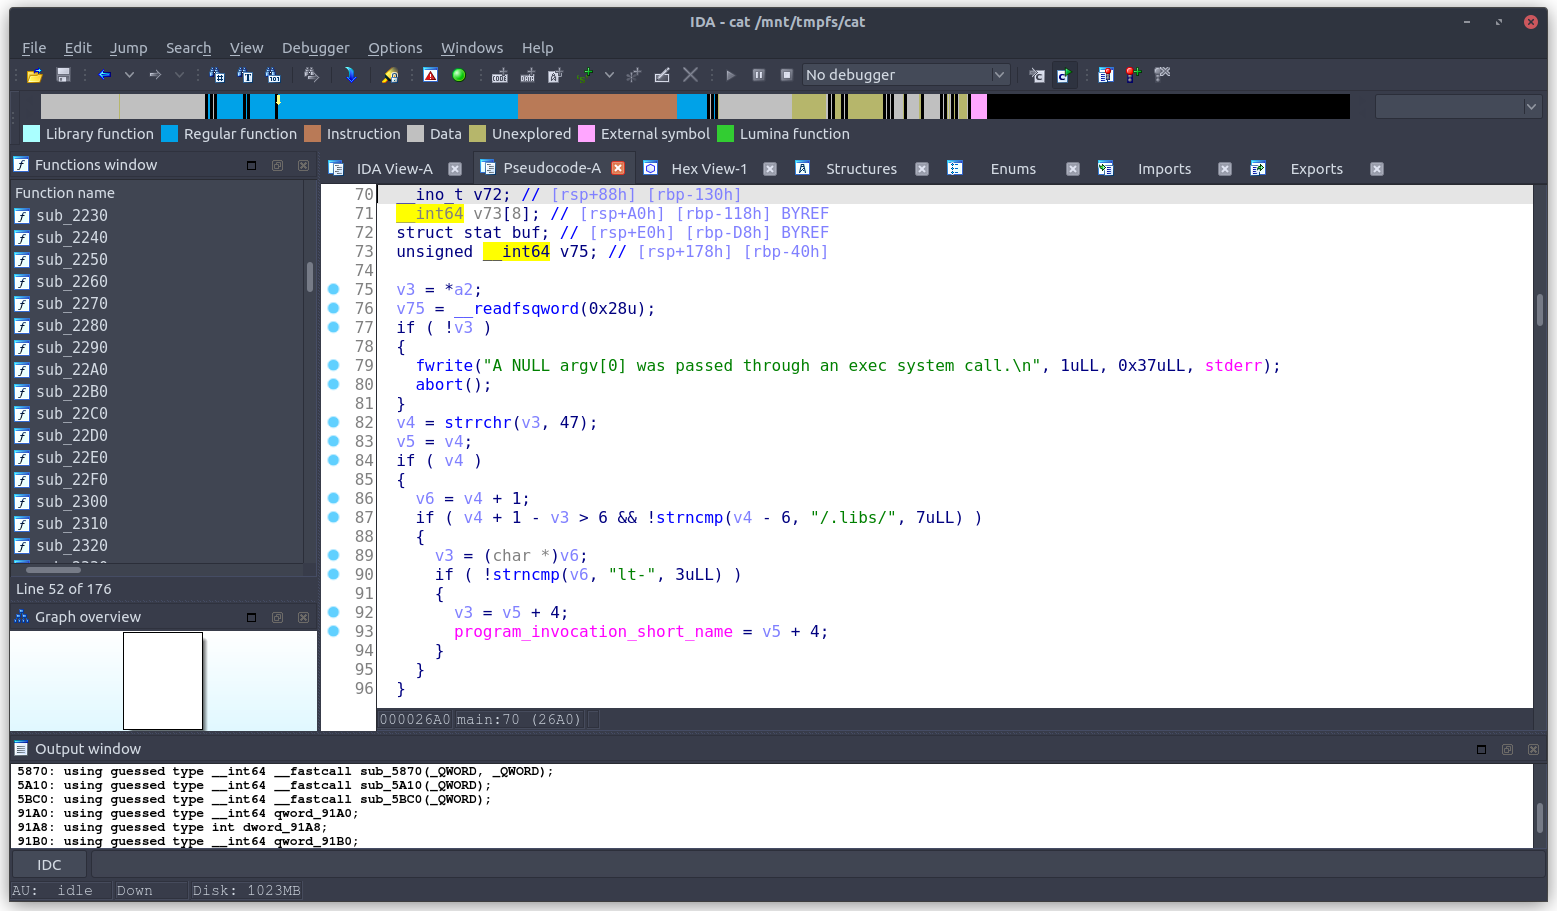 IDA - cat /mnt/tmpfs/cat
File Edit Jump Search View Debugger Options Windows Help
No debugger
Library function Regular function Instruction Data Unexplored External symbol Lumina function
Functions window
Function name
sub_2230
sub_2240
sub_2250
sub_2260
sub_2270
sub_2280
sub_2290
sub_22A0
sub_22B0
sub_22C0
sub_22D0
sub_22E0
sub_22F0
sub_2300
sub_2310
sub_2320
Line 52 of 176
Graph overview
IDA View-A Pseudocode-A Hex View-1 Structures Enums Imports Exports
70 __ino_t v72; // [rsp+88h] [rbp-130h]
71 __int64 v73[8]; // [rsp+A0h] [rbp-118h] BYREF
72 struct stat buf; // [rsp+E0h] [rbp-D8h] BYREF
73 unsigned __int64 v75; // [rsp+178h] [rbp-40h]
74
75 v3 = *a2;
76 v75 = __readfsqword(0x28u);
77 if ( !v3 )
78 {
79 fwrite("A NULL argv[0] was passed through an exec system call.\n", 1uLL, 0x37uLL, stderr);
80 abort();
81 }
82 v4 = strrchr(v3, 47);
83 v5 = v4;
84 if ( v4 )
85 {
86 v6 = v4 + 1;
87 if ( v4 + 1 - v3 > 6 && !strncmp(v4 - 6, "/.libs/", 7uLL) )
88 {
89 v3 = (char *)v6;
90 if ( !strncmp(v6, "lt-", 3uLL) )
91 {
92 v3 = v5 + 4;
93 program_invocation_short_name = v5 + 4;
94 }
95 }
96 }
000026A0 main:70 (26A0)
Output window
5870: using guessed type __int64 __fastcall sub_5870(_QWORD, _QWORD);
5A10: using guessed type __int64 __fastcall sub_5A10(_QWORD);
5BC0: using guessed type __int64 __fastcall sub_5BC0(_QWORD);
91A0: using guessed type __int64 qword_91A0;
91A8: using guessed type int dword_91A8;
91B0: using guessed type __int64 qword_91B0;
IDC
AU: idle Down Disk: 1023MB